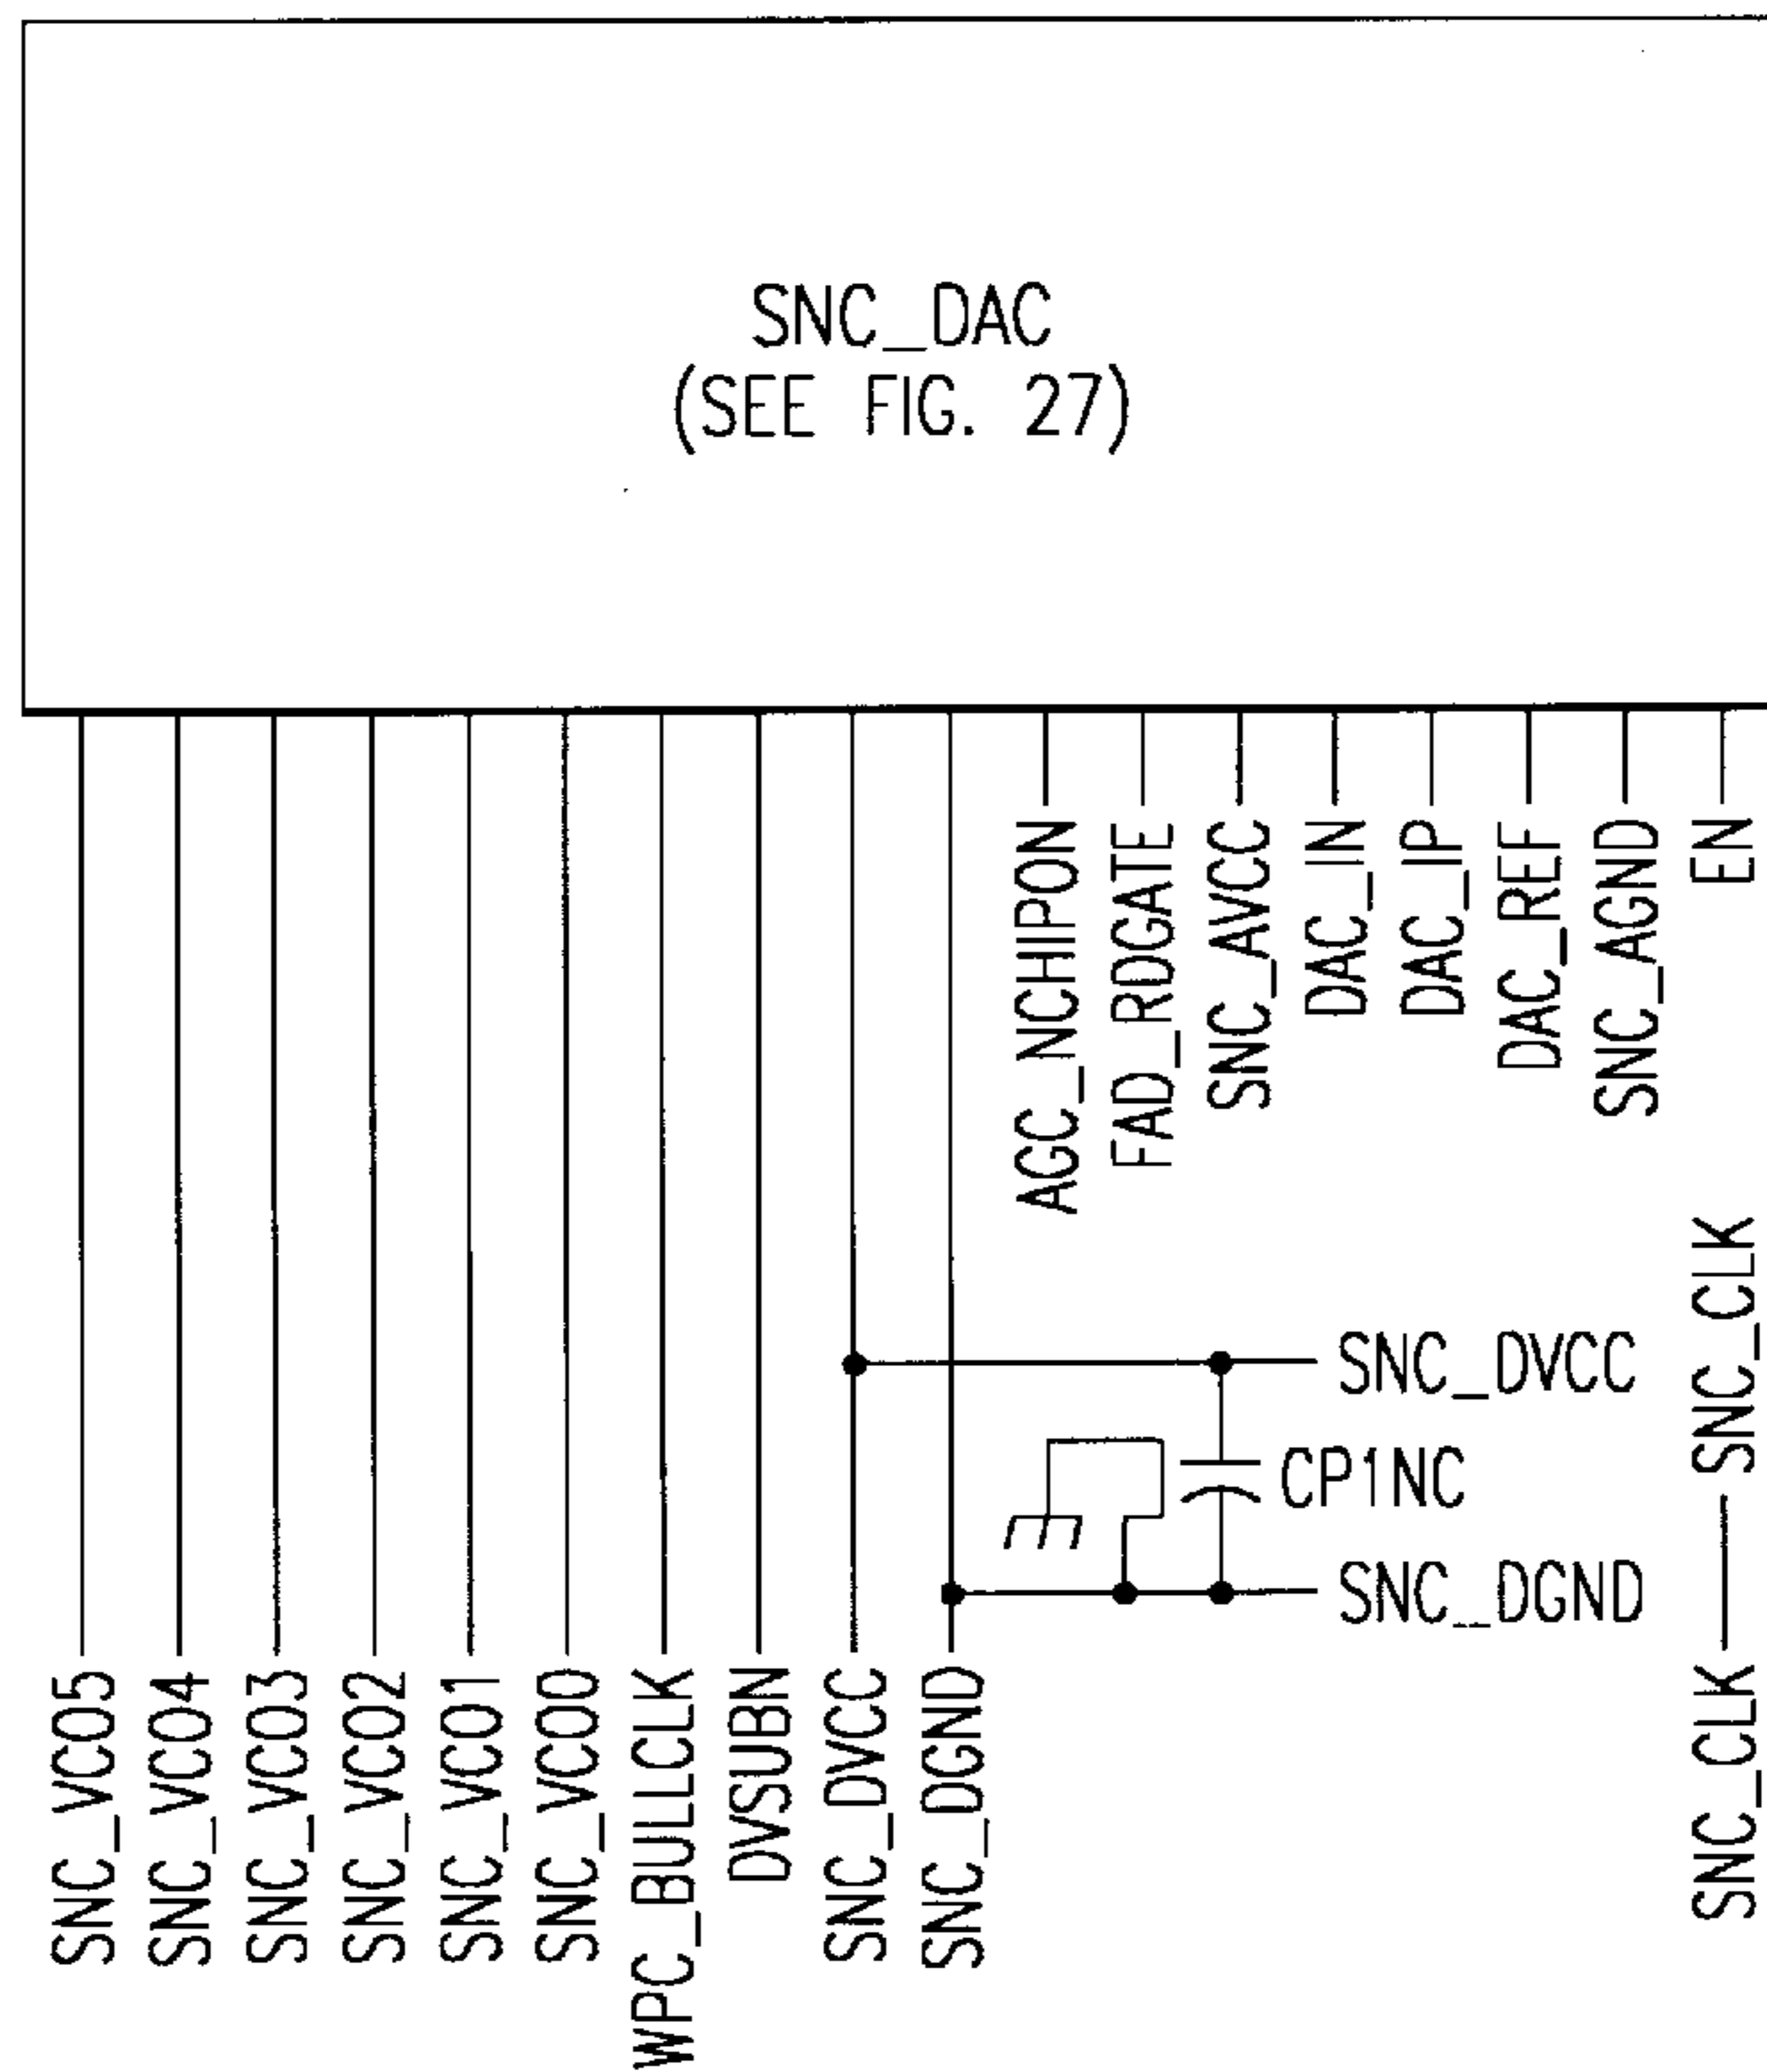 SNC_DAC
(SEE FIG. 27)
AGC_NCHIPON
FAD_RDGATE
SNC_AVCC
DAC_IN
DAC_IP
DAC_REF
SNC_AGND
EN
SNC_DVCC
CP1NC
SNC_DGND
SNC_CLK
SNC_CLK
SNC_VCO5
SNC_VCO4
SNC_VCO3
SNC_VCO2
SNC_VCO1
SNC_VCO0
WPC_BULLCLK
DVSUBN
SNC_DVCC
SNC_DGND